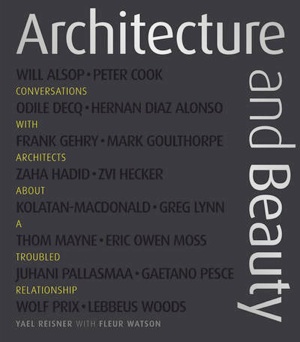 Architecture
and Beauty
WILL ALSOP • PETER COOK
CONVERSATIONS
ODILE DECQ • HERNAN DIAZ ALONSO
WITH
FRANK GEHRY • MARK GOULTHORPE
ARCHITECTS
ZAHA HADID • ZVI HECKER
ABOUT
KOLATAN-MACDONALD • GREG LYNN
A
THOM MAYNE • ERIC OWEN MOSS
TROUBLED
JUHANI PALLASMAA • GAETANO PESCE
RELATIONSHIP
WOLF PRIX • LEBBEUS WOODS
YAEL REISNER WITH FLEUR WATSON